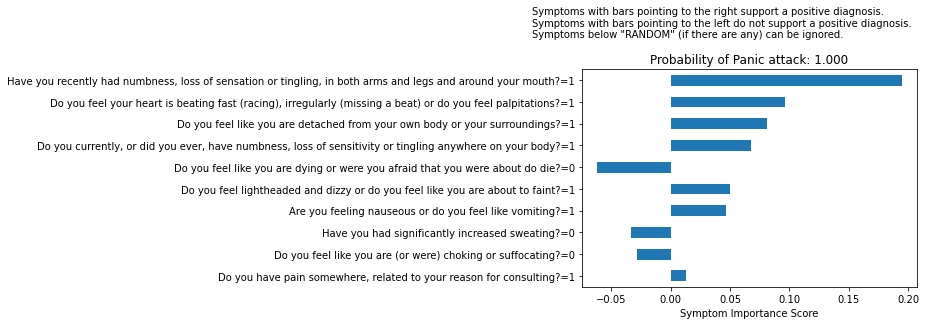 Symptoms with bars pointing to the right support a positive diagnosis.
Symptoms with bars pointing to the left do not support a positive diagnosis.
Symptoms below "RANDOM" (if there are any) can be ignored.
Probability of Panic attack: 1.000
Have you recently had numbness, loss of sensation or tingling, in both arms and legs and around your mouth?=1
Do you feel your heart is beating fast (racing), irregularly (missing a beat) or do you feel palpitations?=1
Do you feel like you are detached from your own body or your surroundings?=1
Do you currently, or did you ever, have numbness, loss of sensitivity or tingling anywhere on your body?=1
Do you feel like you are dying or were you afraid that you were about do die?=0
Do you feel lightheaded and dizzy or do you feel like you are about to faint?=1
Are you feeling nauseous or do you feel like vomiting?=1
Have you had significantly increased sweating?=0
Do you feel like you are (or were) choking or suffocating?=0
Do you have pain somewhere, related to your reason for consulting?=1
−0.05 0.00 0.05 0.10 0.15 0.20
Symptom Importance Score